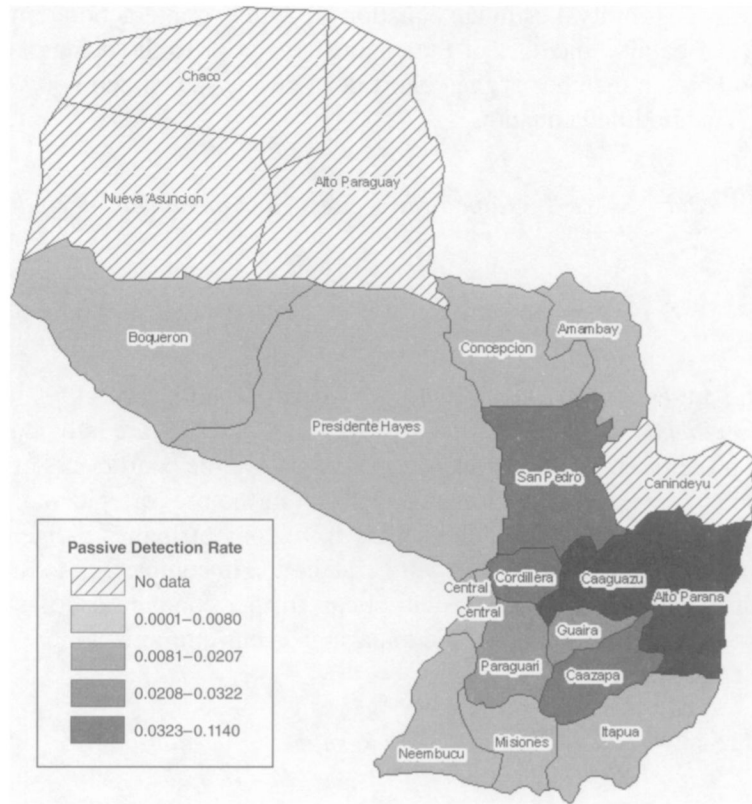 Chaco
Nueva Asuncion
Alto Paraguay
Boqueron
Concepcion
Amambay
Presidente Hayes
San Pedro
Canindeyu
Passive Detection Rate
No data
0.0001–0.0080
0.0081–0.0207
0.0208–0.0322
0.0323–0.1140
Central
Cordillera
Caaguazu
Alto Parana
Central
Guaira
Paraguari
Caazapa
Itapua
Misiones
Neembucu